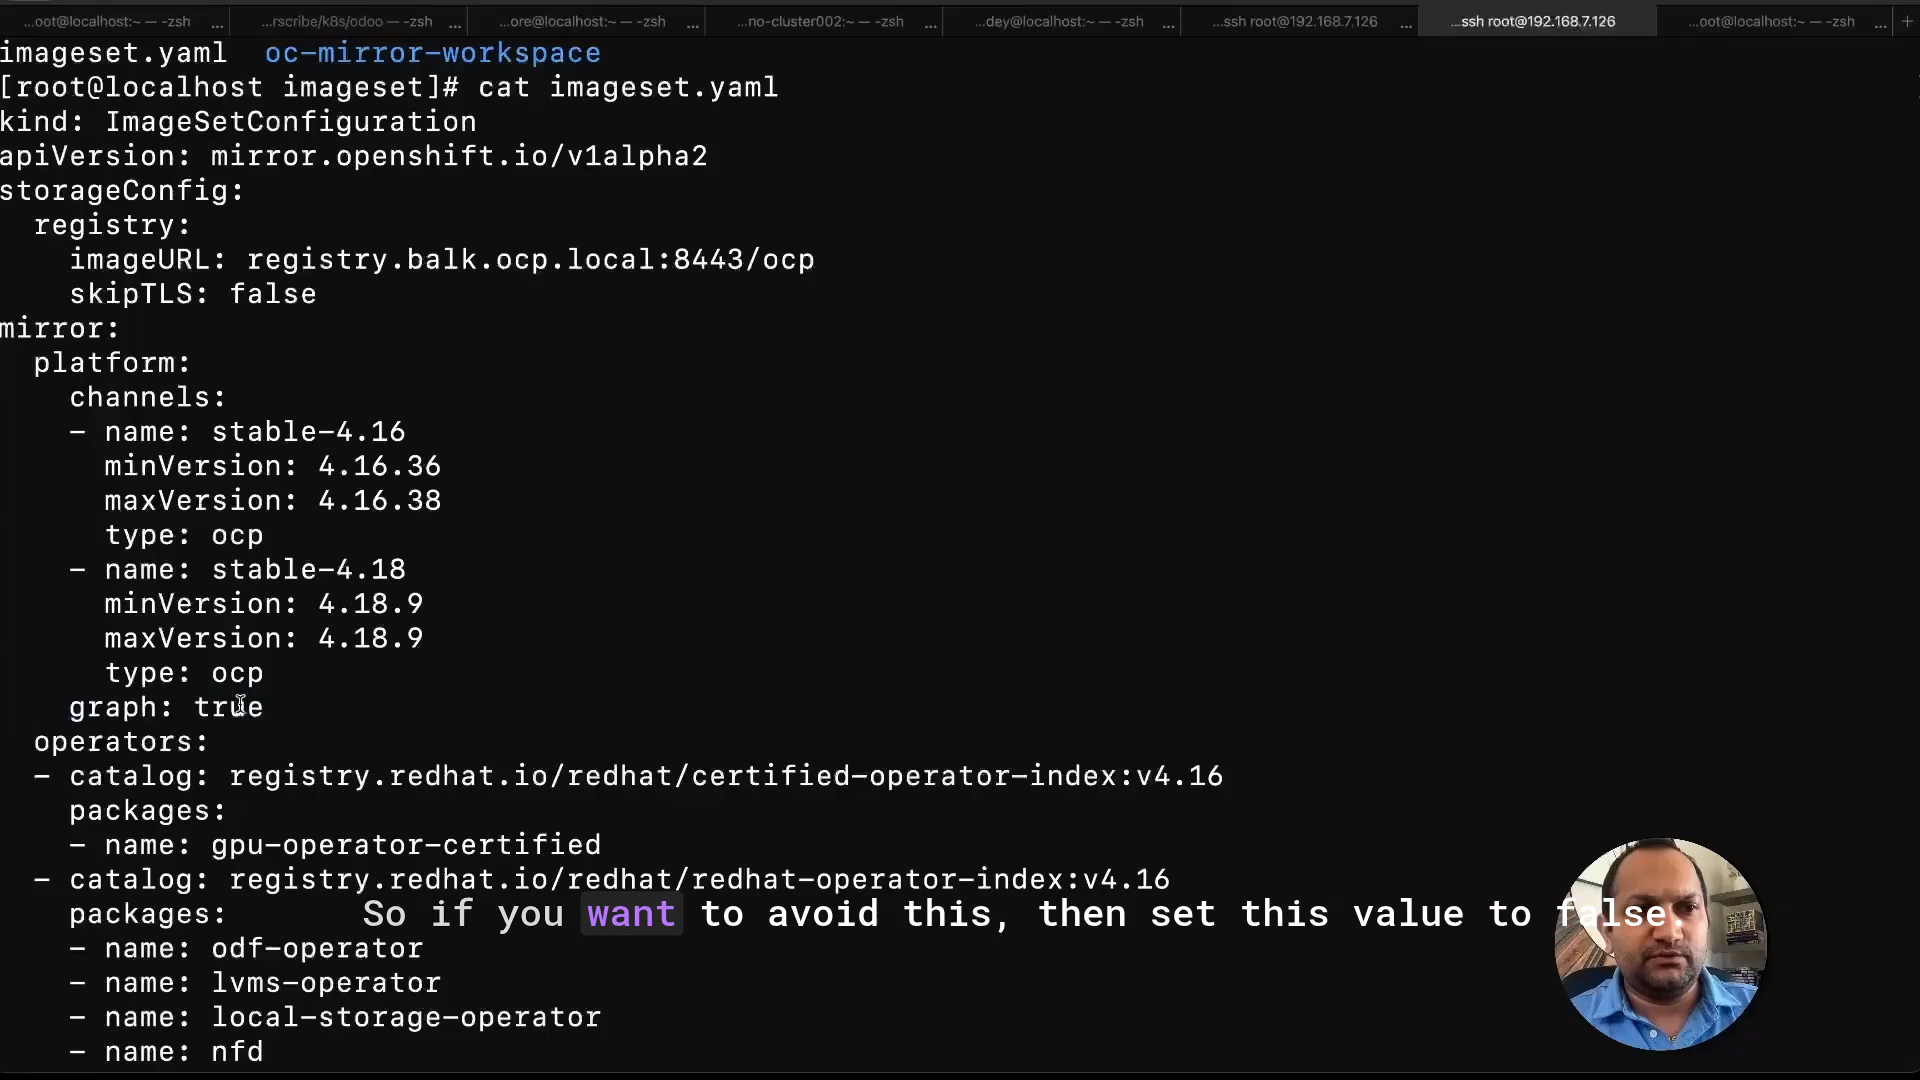 ...oot@localhost:~ — -zsh ... ...rscribe/k8s/odoo — -zsh ... ...ore@localhost:~ — -zsh ... ...no-cluster002:~ — -zsh ... ...dey@localhost:~ — -zsh ... ...ssh root@192.168.7.126 ... ...ssh root@192.168.7.126 ...oot@localhost:~ — -zsh ... +
imageset.yaml oc-mirror-workspace
[root@localhost imageset]# cat imageset.yaml
kind: ImageSetConfiguration
apiVersion: mirror.openshift.io/v1alpha2
storageConfig:
  registry:
    imageURL: registry.balk.ocp.local:8443/ocp
    skipTLS: false
mirror:
  platform:
    channels:
    - name: stable-4.16
      minVersion: 4.16.36
      maxVersion: 4.16.38
      type: ocp
    - name: stable-4.18
      minVersion: 4.18.9
      maxVersion: 4.18.9
      type: ocp
    graph: true
  operators:
  - catalog: registry.redhat.io/redhat/certified-operator-index:v4.16
    packages:
    - name: gpu-operator-certified
  - catalog: registry.redhat.io/redhat/redhat-operator-index:v4.16
    packages:
So if you want to avoid this, then set this value to false.
    - name: odf-operator
    - name: lvms-operator
    - name: local-storage-operator
    - name: nfd